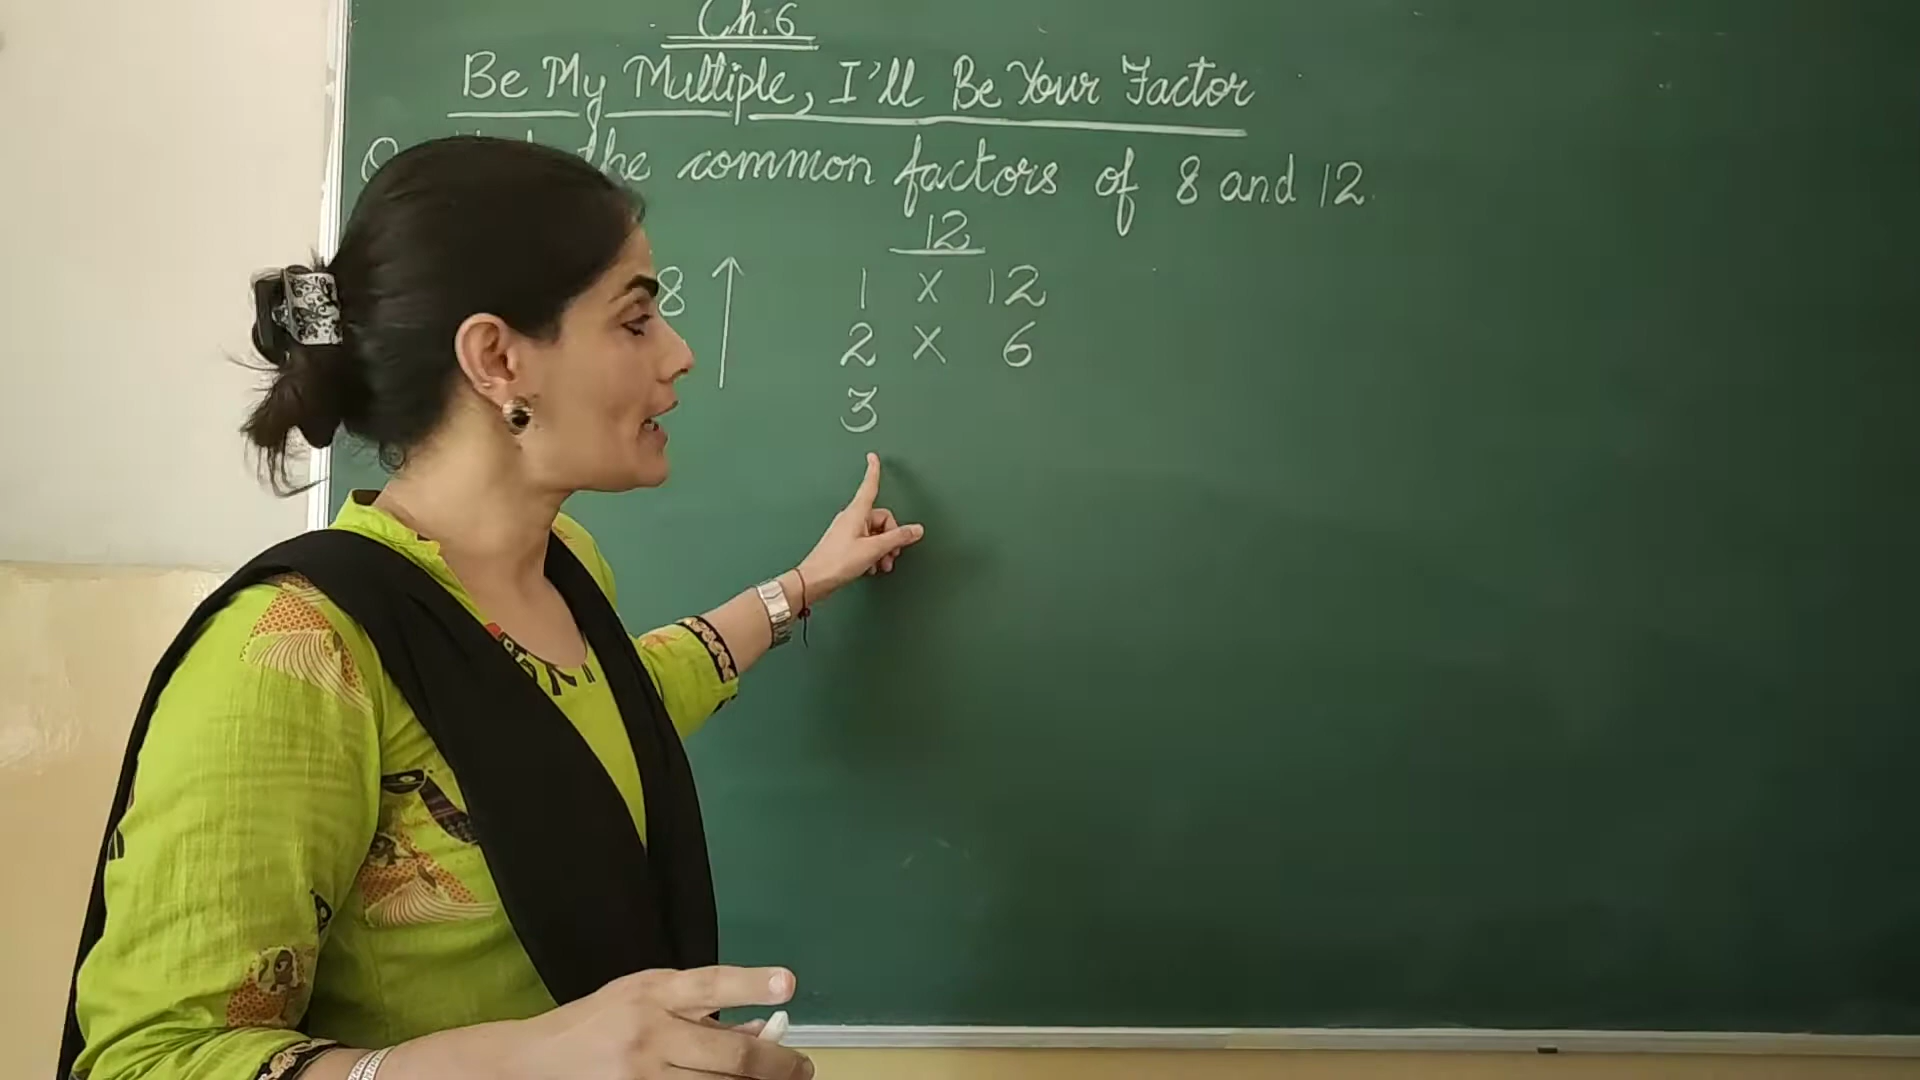 Ch.6
Be My Multiple, I'll Be Your Factor
Q the common factors of 8 and 12.
12
8 1 x 12
2 x 6
3